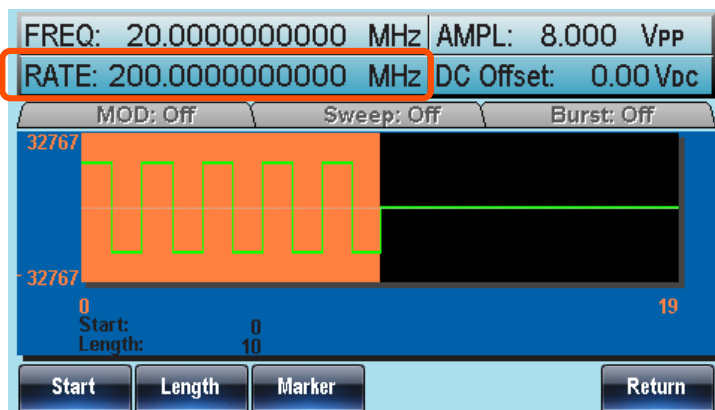 FREQ: 20.0000000000 MHz AMPL: 8.000 VPP
RATE: 200.0000000000 MHz DC Offset: 0.00 VDC
MOD: Off Sweep: Off Burst: Off
32767
- 32767
0 19
Start: 0
Length: 10
Start Length Marker Return